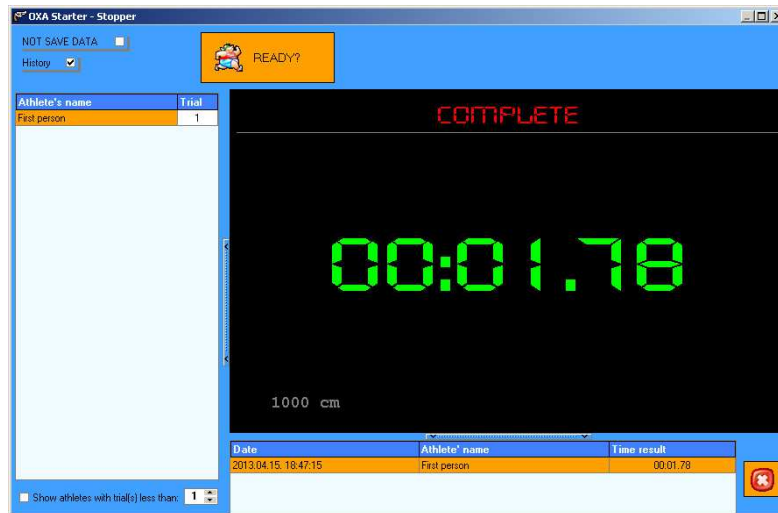 OXA Starter - Stopper
NOT SAVE DATA
History
READY?
Athlete's name Trial
First person 1
COMPLETE
00:01.78
1000 cm
Date Athlete' name Time result
2013.04.15. 18:47:15 First person 00:01.78
Show athletes with trial(s) less than: 1